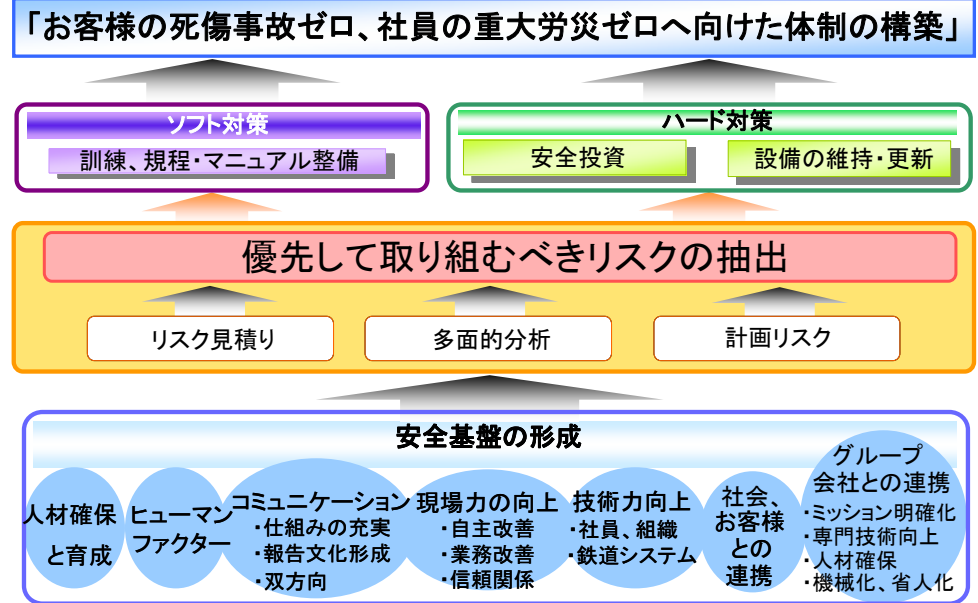 「お客様の死傷事故ゼロ、社員の重大労災ゼロへ向けた体制の構築」
ソフト対策
訓練、規程・マニュアル整備
ハード対策
安全投資
設備の維持・更新
優先して取り組むべきリスクの抽出
リスク見積り
多面的分析
計画リスク
安全基盤の形成
人材確保
と育成
ヒューマン
ファクター
コミュニケーション
・仕組みの充実
・報告文化形成
・双方向
現場力の向上
・自主改善
・業務改善
・信頼関係
技術力向上
・社員、組織
・鉄道システム
社会、
お客様
との
連携
グループ
会社との連携
・ミッション明確化
・専門技術向上
・人材確保
・機械化、省人化